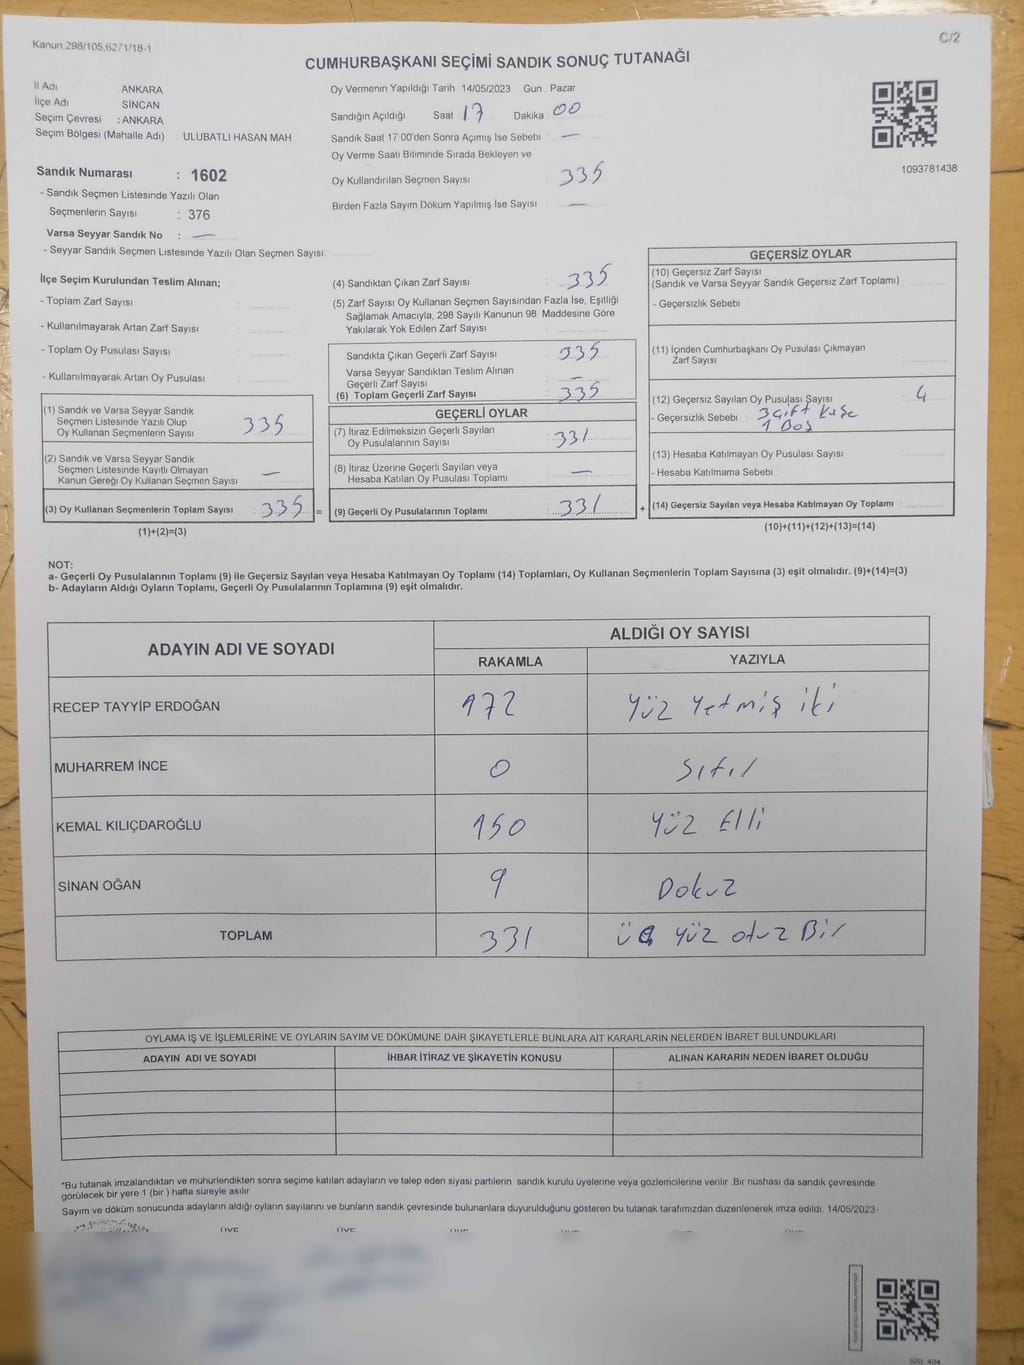 Kanun.298/105,6271/18-1
C/2
CUMHURBAŞKANI SEÇİMİ SANDIK SONUÇ TUTANAĞI
İl Adı ANKARA
İlçe Adı SİNCAN
Seçim Çevresi : ANKARA
Seçim Bölgesi (Mahalle Adı) : ULUBATLI HASAN MAH
Sandık Numarası : 1602
- Sandık Seçmen Listesinde Yazılı Olan
Seçmenlerin Sayısı : 376
Varsa Seyyar Sandık No : —
- Seyyar Sandık Seçmen Listesinde Yazılı Olan Seçmen Sayısı:
Oy Vermenin Yapıldığı Tarih 14/05/2023 Gün . Pazar
Sandığın Açıldığı Saat 17 Dakika 00
Sandık Saat 17:00'den Sonra Açımış İse Sebebi : —
Oy Verme Saati Bitiminde Sırada Bekleyen ve
Oy Kullandırılan Seçmen Sayısı 335
Birden Fazla Sayım Döküm Yapılmış İse Sayısı : —
1093781438
İlçe Seçim Kurulundan Teslim Alınan;
- Toplam Zarf Sayısı :
- Kullanılmayarak Artan Zarf Sayısı :
- Toplam Oy Pusulası Sayısı :
- Kullanılmayarak Artan Oy Pusulası :
(1) Sandık ve Varsa Seyyar Sandık
Seçmen Listesinde Yazılı Olup
Oy Kullanan Seçmenlerin Sayısı : 335
(2) Sandık ve Varsa Seyyar Sandık
Seçmen Listesinde Kayıtlı Olmayan
Kanun Gereği Oy Kullanan Seçmen Sayısı : —
(3) Oy Kullanan Seçmenlerin Toplam Sayısı : 335 =
(1)+(2)=(3)
(4) Sandıktan Çıkan Zarf Sayısı : 335
(5) Zarf Sayısı Oy Kullanan Seçmen Sayısından Fazla İse, Eşitliği
Sağlamak Amacıyla, 298 Sayılı Kanunun 98 Maddesine Göre
Yakılarak Yok Edilen Zarf Sayısı :
Sandıkta Çıkan Geçerli Zarf Sayısı : 335
Varsa Seyyar Sandıktan Teslim Alınan
Geçerli Zarf Sayısı : —
(6) Toplam Geçerli Zarf Sayısı : 335
GEÇERLİ OYLAR
(7) İtiraz Edilmeksizin Geçerli Sayılan
Oy Pusulalarının Sayısı : 331
(8) İtiraz Üzerine Geçerli Sayılan veya
Hesaba Katılan Oy Pusulası Toplamı : —
(9) Geçerli Oy Pusulalarının Toplamı : 331 +
GEÇERSİZ OYLAR
(10) Geçersiz Zarf Sayısı
(Sandık ve Varsa Seyyar Sandık Geçersiz Zarf Toplamı) :
- Geçersizlik Sebebi :
(11) İçinden Cumhurbaşkanı Oy Pusulası Çıkmayan
Zarf Sayısı :
(12) Geçersiz Sayılan Oy Pusulası Sayısı : 4
- Geçersizlik Sebebi : 3 çift kaşe
1 Boş
(13) Hesaba Katılmayan Oy Pusulası Sayısı :
- Hesaba Katılmama Sebebi :
(14) Geçersiz Sayılan veya Hesaba Katılmayan Oy Toplamı :
(10)+(11)+(12)+(13)=(14)
NOT:
a- Geçerli Oy Pusulalarının Toplamı (9) ile Geçersiz Sayılan veya Hesaba Katılmayan Oy Toplamı (14) Toplamları, Oy Kullanan Seçmenlerin Toplam Sayısına (3) eşit olmalıdır. (9)+(14)=(3)
b- Adayların Aldığı Oyların Toplamı, Geçerli Oy Pusulalarının Toplamına (9) eşit olmalıdır.
ADAYIN ADI VE SOYADI ALDIĞI OY SAYISI
RAKAMLA YAZIYLA
RECEP TAYYİP ERDOĞAN 172 Yüz Yetmiş iki
MUHARREM İNCE 0 Sıfıl
KEMAL KILIÇDAROĞLU 150 Yüz Elli
SİNAN OĞAN 9 Dokuz
TOPLAM 331 üç Yüz otuz Bir
OYLAMA İŞ VE İŞLEMLERİNE VE OYLARIN SAYIM VE DÖKÜMÜNE DAİR ŞİKAYETLERLE BUNLARA AİT KARARLARIN NELERDEN İBARET BULUNDUKLARI
ADAYIN ADI VE SOYADI İHBAR İTİRAZ VE ŞİKAYETİN KONUSU ALINAN KARARIN NEDEN İBARET OLDUĞU
*Bu tutanak imzalandıktan ve mühürlendikten sonra seçime katılan adayların ve talep eden siyasi partilerin sandık kurulu üyelerine veya gözlemcilerine verilir .Bir nüshası da sandık çevresinde
görülecek bir yere 1 (bir ) hafta süreyle asılır
Sayım ve döküm sonucunda adayların aldığı oyların sayılarını ve bunların sandık çevresinde bulunanlara duyurulduğunu gösteren bu tutanak tarafımızdan düzenlenerek imza edildi. 14/05/2023